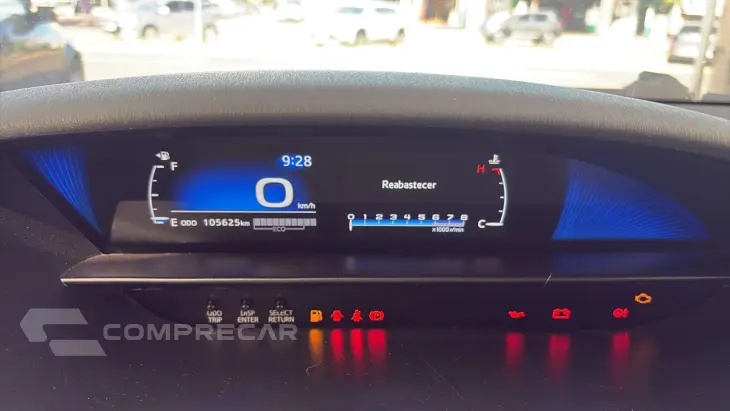 F
9:28
0
km/h
E ODO 105625km
ECO
Reabastecer
0 1 2 3 4 5 6 7 8
x1000r/min
H
C
ODO
TRIP
DISP
ENTER
SELECT
RETURN
COMPRECAR